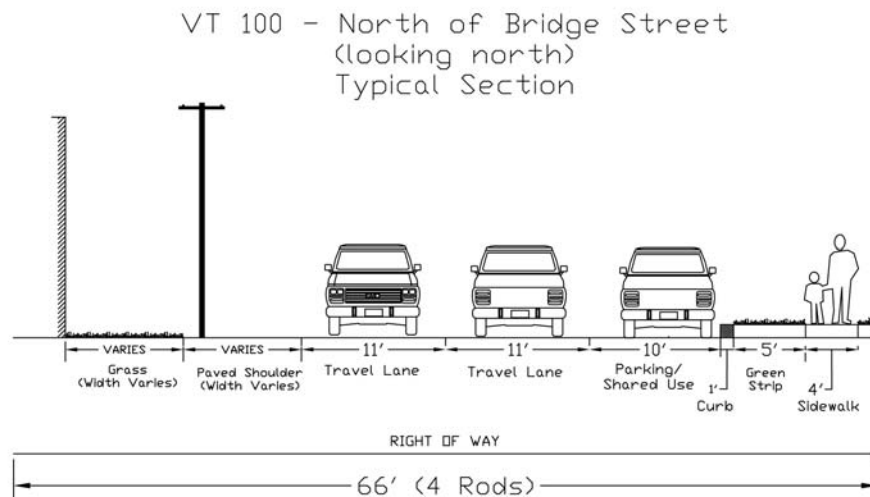 VT 100 - North of Bridge Street
(looking north)
Typical Section
VARIES
VARIES
11'
11'
10'
5'
Grass
(Width Varies)
Paved Shoulder
(Width Varies)
Travel Lane
Travel Lane
Parking/
Shared Use
1'
Curb
Green
Strip
4'
Sidewalk
RIGHT OF WAY
66' (4 Rods)